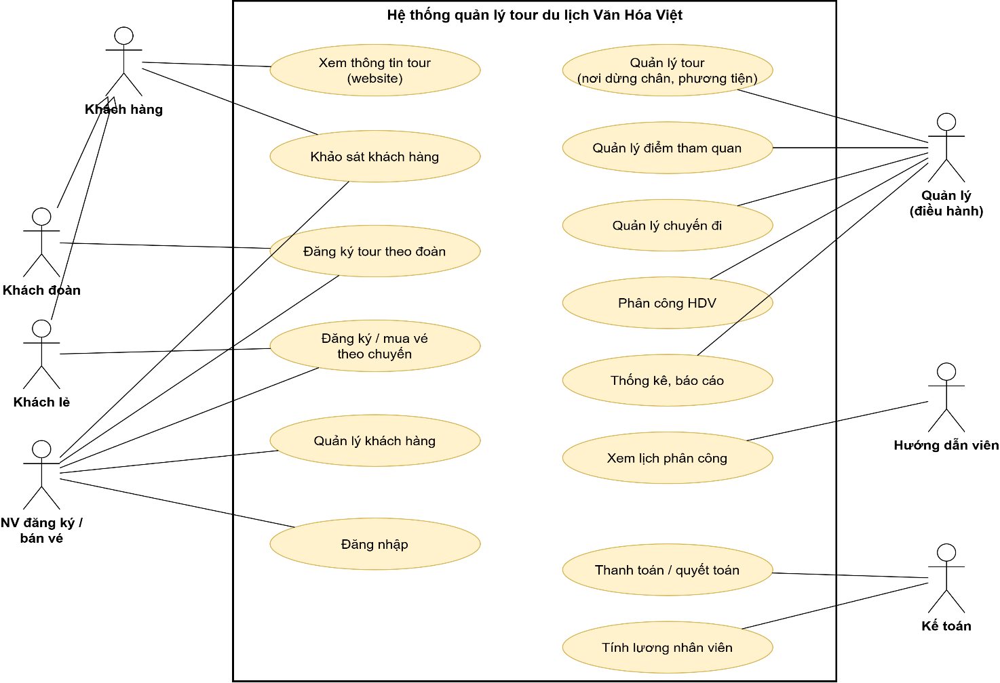 Hệ thống quản lý tour du lịch Văn Hóa Việt
Khách hàng
Khách đoàn
Khách lẻ
NV đăng ký /
bán vé
Xem thông tin tour
(website)
Khảo sát khách hàng
Đăng ký tour theo đoàn
Đăng ký / mua vé
theo chuyến
Quản lý khách hàng
Đăng nhập
Quản lý tour
(nơi dừng chân, phương tiện)
Quản lý điểm tham quan
Quản lý chuyến đi
Phân công HDV
Thống kê, báo cáo
Xem lịch phân công
Thanh toán / quyết toán
Tính lương nhân viên
Quản lý
(điều hành)
Hướng dẫn viên
Kế toán